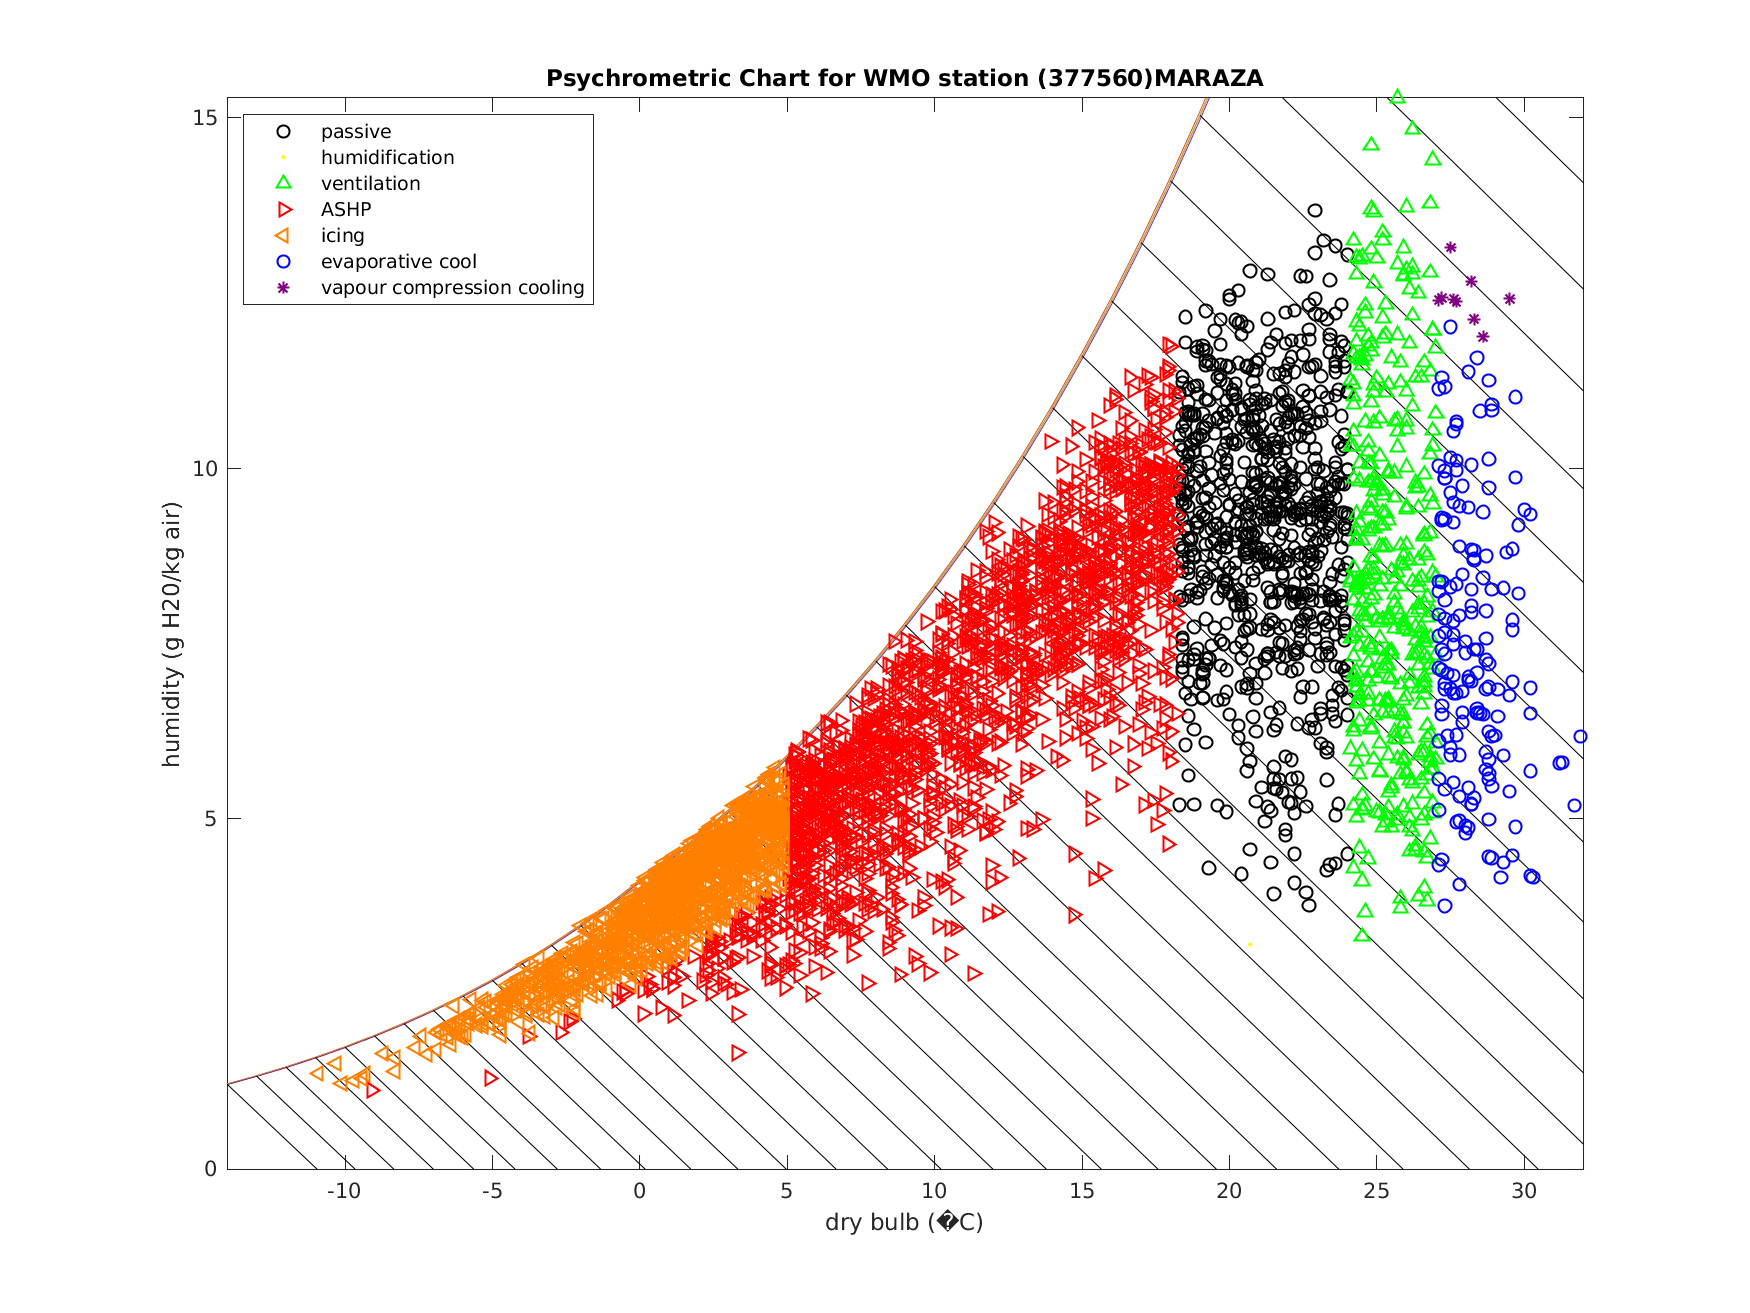 Psychrometric Chart for WMO station (377560)MARAZA
passive
humidification
ventilation
ASHP
icing
evaporative cool
vapour compression cooling
humidity (g H20/kg air)
15
10
5
0
-10
-5
0
5
10
15
20
25
30
dry bulb (�C)